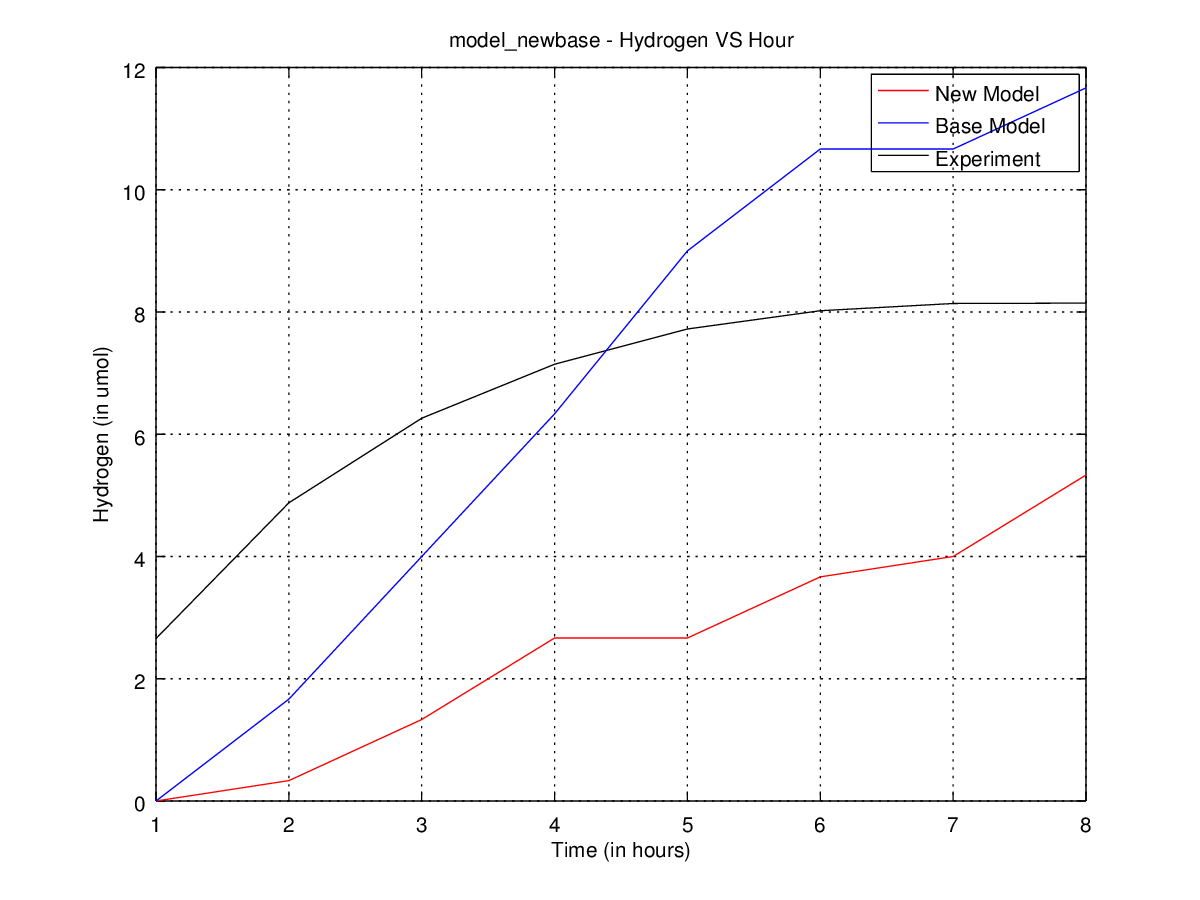 model_newbase - Hydrogen VS Hour
12
10
8
6
4
2
0
Hydrogen (in umol)
New Model
Base Model
Experiment
1 2 3 4 5 6 7 8
Time (in hours)